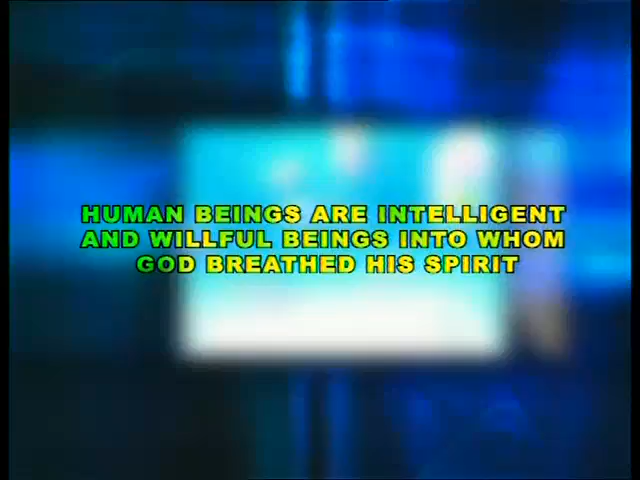 HUMAN BEINGS ARE INTELLIGENT
AND WILLFUL BEINGS INTO WHOM
GOD BREATHED HIS SPIRIT